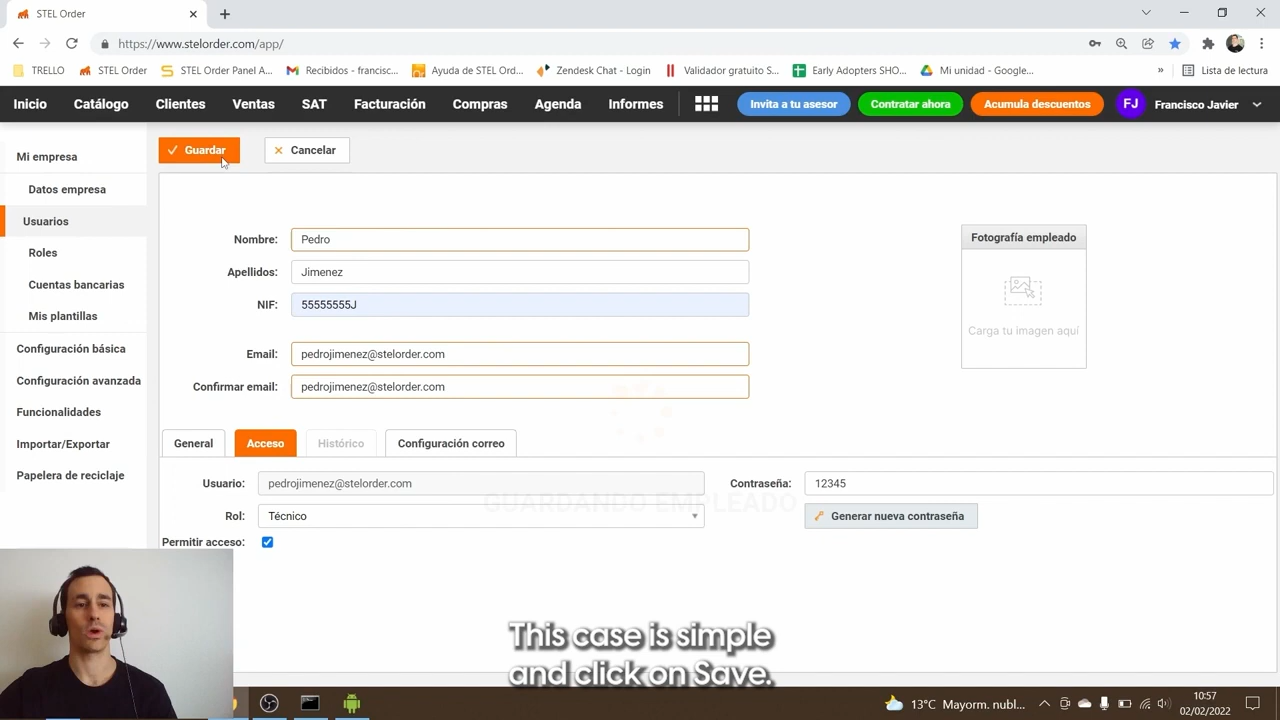 STEL Order
https://www.stelorder.com/app/
TRELLO
STEL Order
STEL Order Panel A...
Recibidos - francisc...
Ayuda de STEL Ord...
Zendesk Chat - Login
Validador gratuito S...
Early Adopters SHO...
Mi unidad - Google...
»
Lista de lectura
Inicio
Catálogo
Clientes
Ventas
SAT
Facturación
Compras
Agenda
Informes
Invita a tu asesor
Contratar ahora
Acumula descuentos
FJ
Francisco Javier
Mi empresa
Datos empresa
Usuarios
Roles
Cuentas bancarias
Mis plantillas
Configuración básica
Configuración avanzada
Funcionalidades
Importar/Exportar
Papelera de reciclaje
Guardar
Cancelar
Nombre: Pedro
Apellidos: Jimenez
NIF: 55555555J
Email: pedrojimenez@stelorder.com
Confirmar email: pedrojimenez@stelorder.com
Fotografía empleado
Carga tu imagen aquí
General
Acceso
Histórico
Configuración correo
Usuario: pedrojimenez@stelorder.com
Contraseña: 12345
GUARDANDO EMPLEADO
Rol: Técnico
Generar nueva contraseña
Permitir acceso:
This case is simple
and click on Save.
13°C Mayorm. nubl...
10:57
02/02/2022